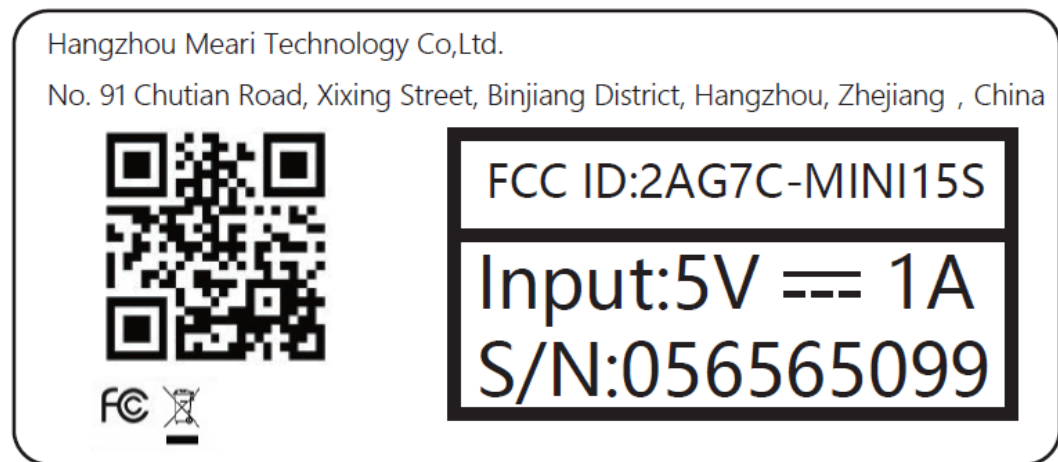 Hangzhou Meari Technology Co,Ltd.
No. 91 Chutian Road, Xixing Street, Binjiang District, Hangzhou, Zhejiang , China
FCC ID:2AG7C-MINI15S
Input:5V ⎓ 1A
S/N:056565099
FC